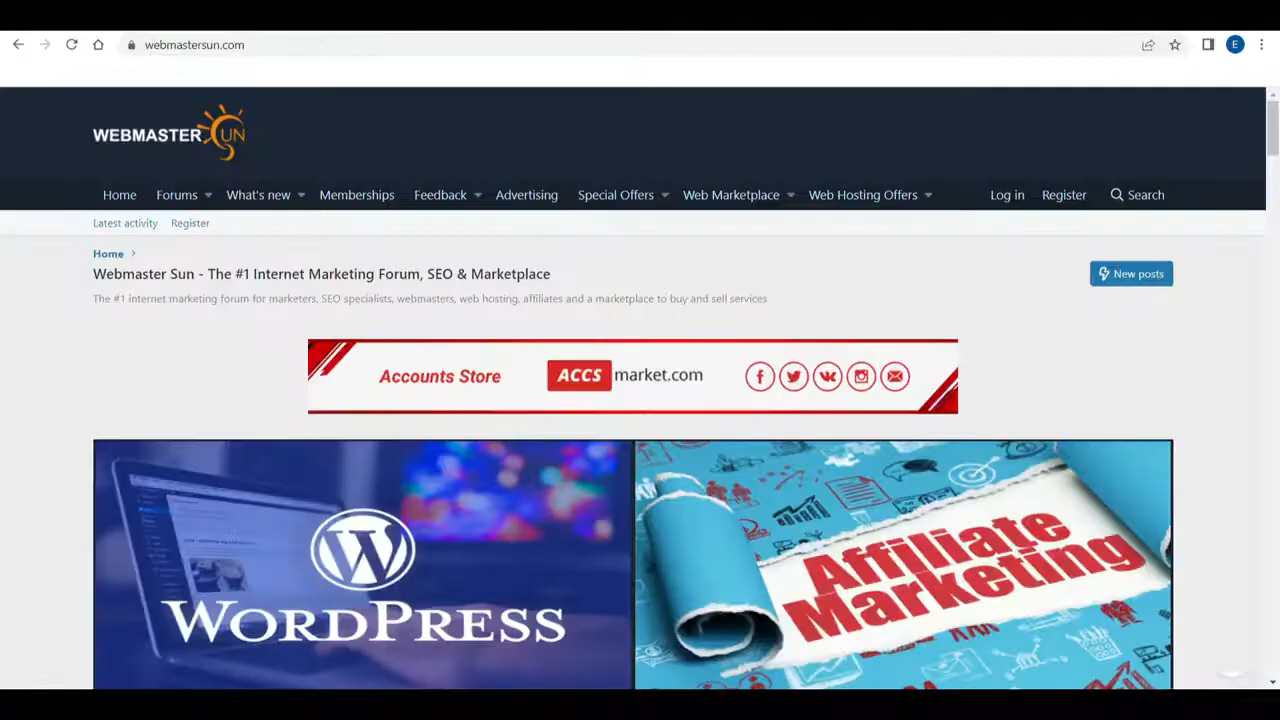 webmastersun.com
E
WEBMASTER SUN
Home Forums What's new Memberships Feedback Advertising Special Offers Web Marketplace Web Hosting Offers Log in Register Search
Latest activity Register
Home
Webmaster Sun - The #1 Internet Marketing Forum, SEO & Marketplace
New posts
The #1 internet marketing forum for marketers, SEO specialists, webmasters, web hosting, affiliates and a marketplace to buy and sell services
Accounts Store ACCS market.com
WORDPRESS
Affiliate
Marketing